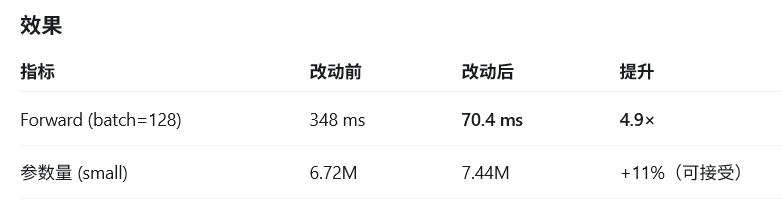 效果
指标 改动前 改动后 提升
Forward (batch=128) 348 ms 70.4 ms 4.9×
参数量 (small) 6.72M 7.44M +11%（可接受）